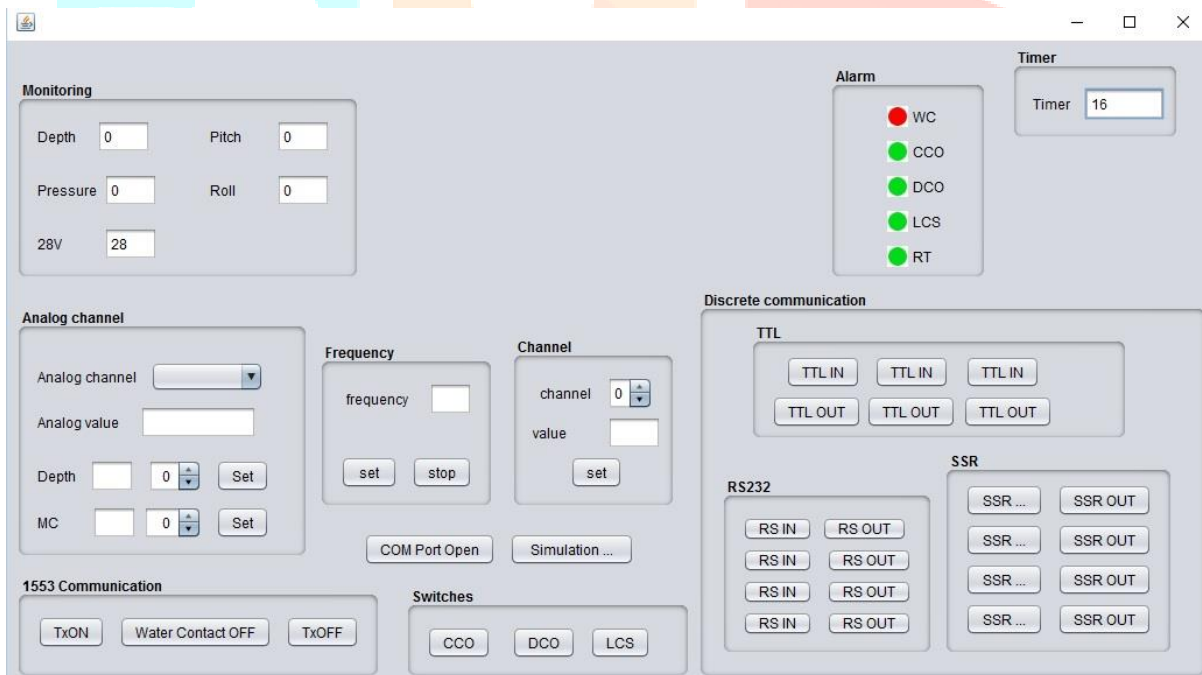 Monitoring
Depth 0 Pitch 0
Pressure 0 Roll 0
28V 28
Alarm
WC
CCO
DCO
LCS
RT
Timer
Timer 16
Analog channel
Analog channel
Analog value
Depth 0 Set
MC 0 Set
Frequency
frequency
set stop
Channel
channel 0
value
set
COM Port Open Simulation ...
1553 Communication
TxON Water Contact OFF TxOFF
Switches
CCO DCO LCS
Discrete communication
TTL
TTL IN TTL IN TTL IN
TTL OUT TTL OUT TTL OUT
RS232
RS IN RS OUT
RS IN RS OUT
RS IN RS OUT
RS IN RS OUT
SSR
SSR ... SSR OUT
SSR ... SSR OUT
SSR ... SSR OUT
SSR ... SSR OUT